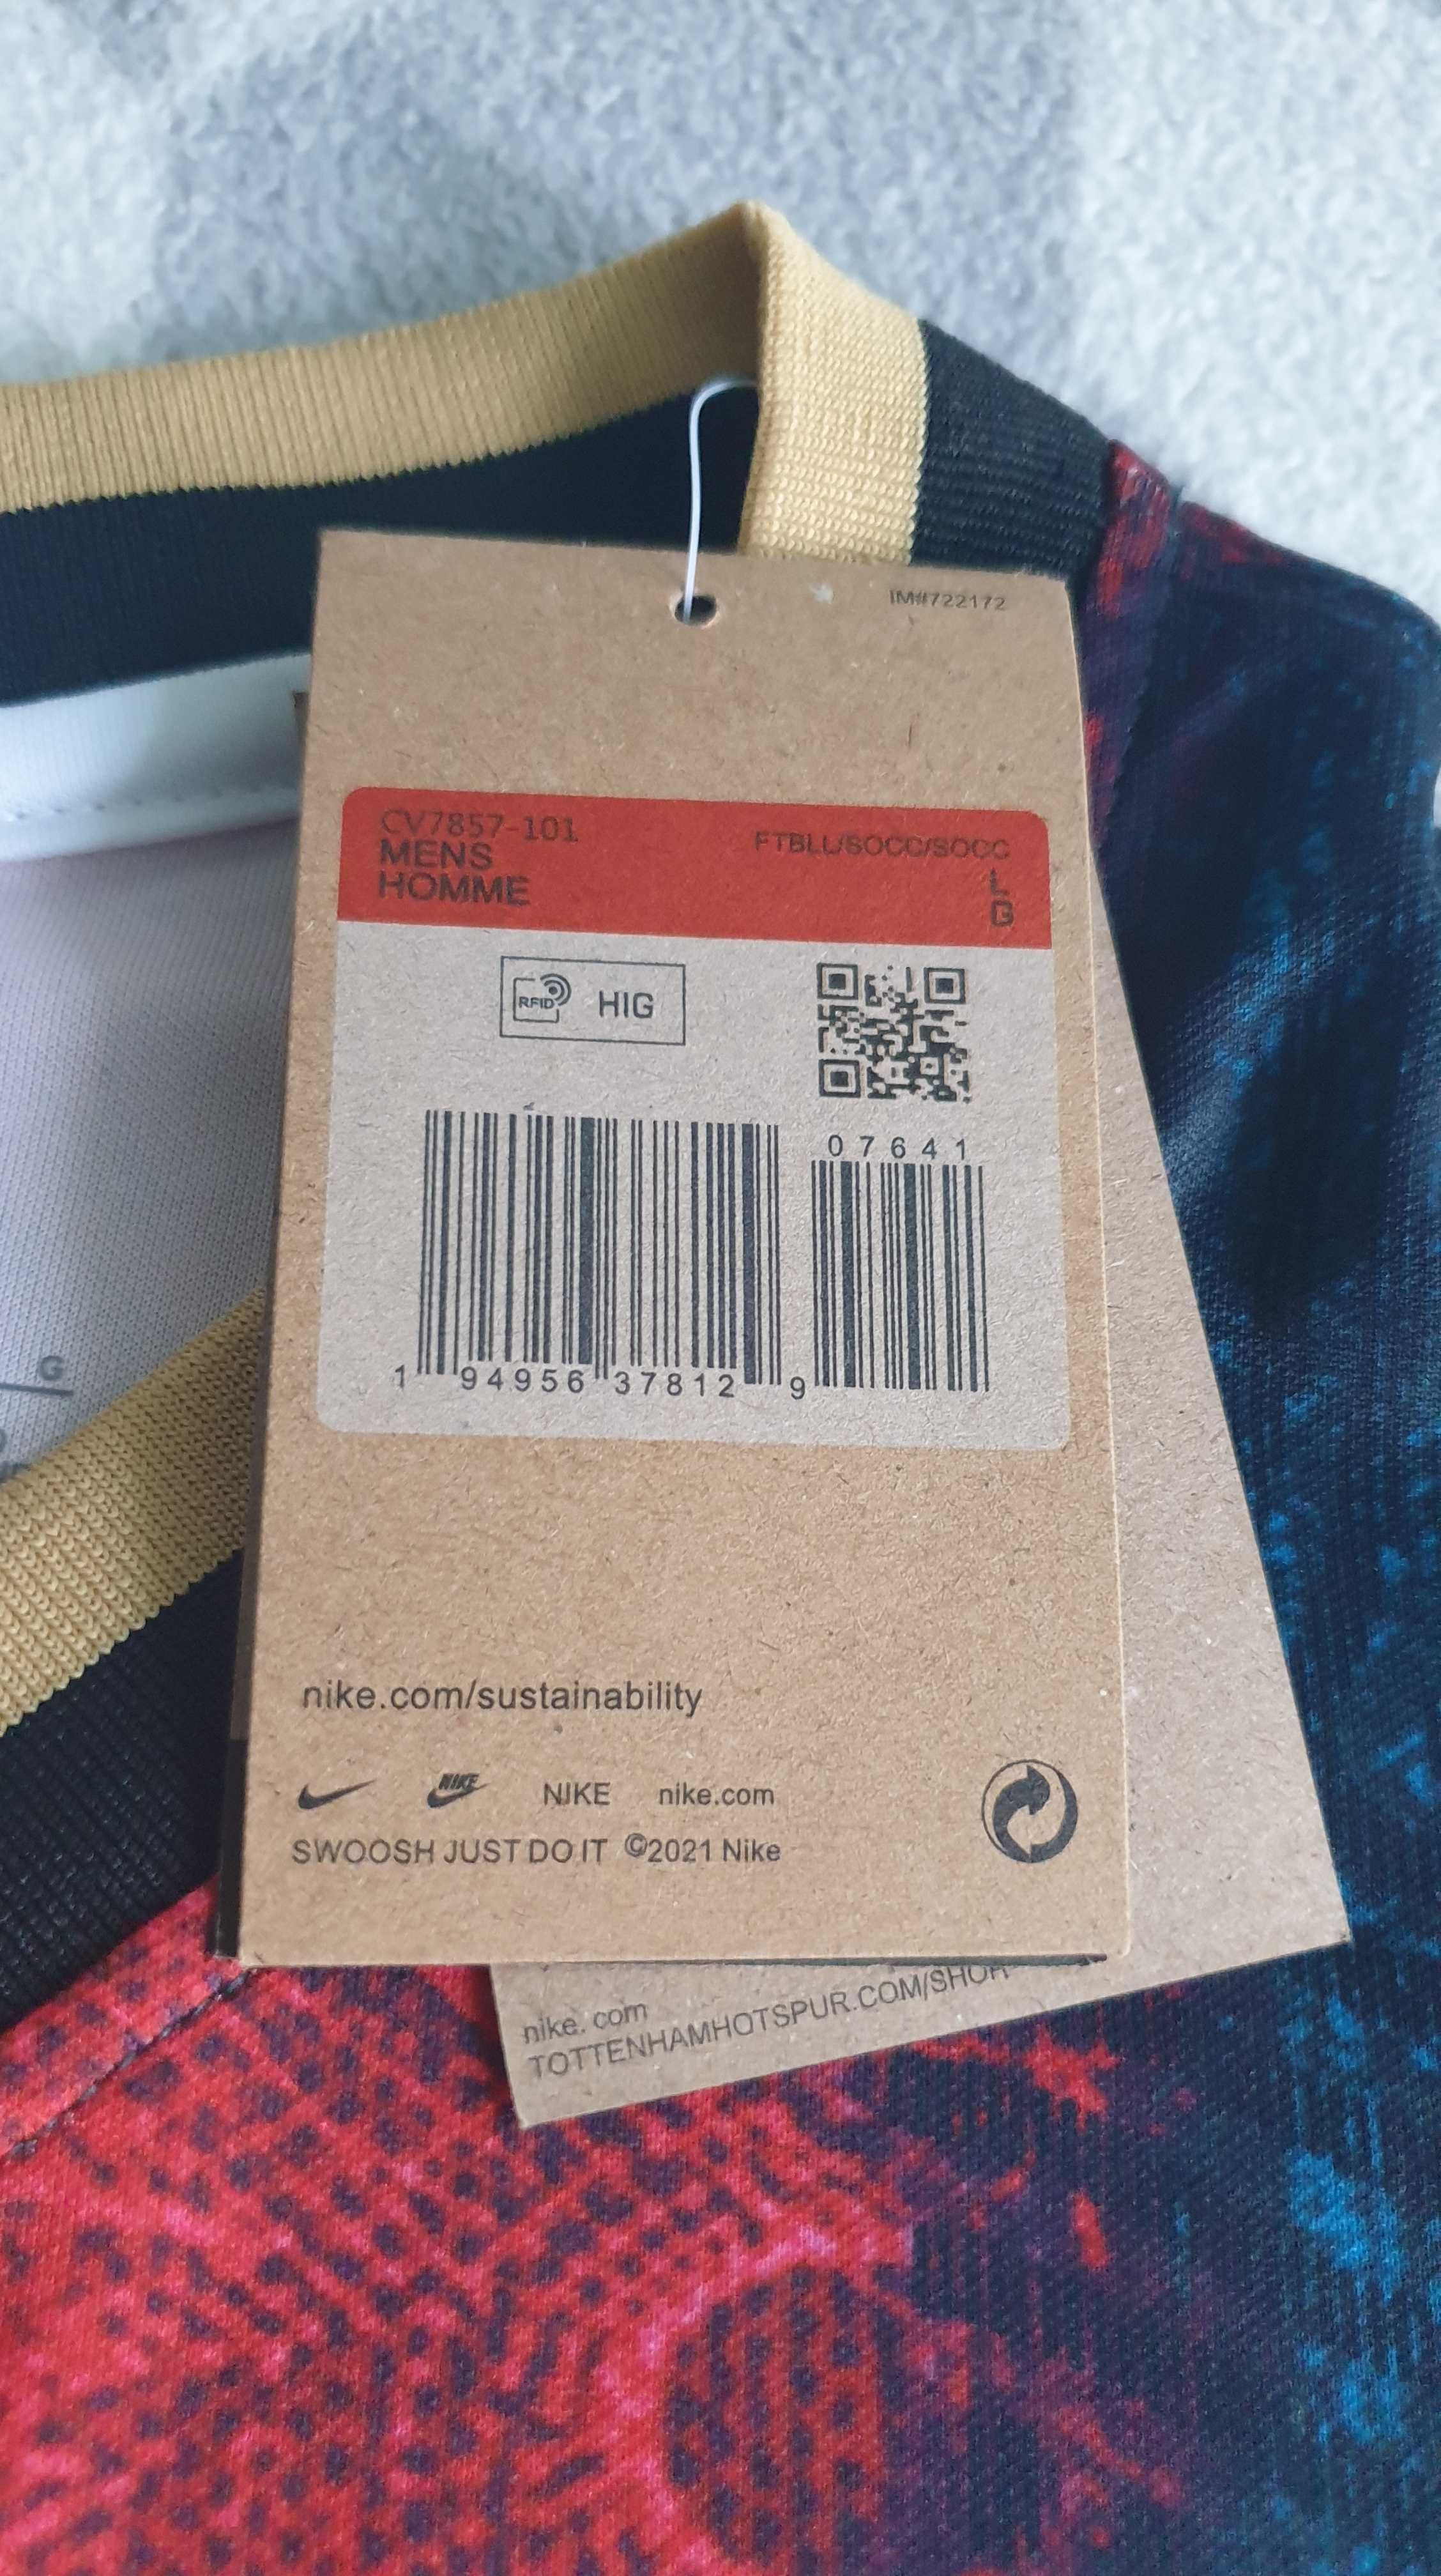 IM#722172
CV7857-101
FTBLL/SOCC/SOCC
MENS
L
HOMME
G
RFID HIG
07641
1 94956 37812 9
G
nike.com/sustainability
NIKE NIKE nike.com
SWOOSH JUST DO IT ©2021 Nike
nike. com
TOTTENHAMHOTSPUR.COM/SHOP